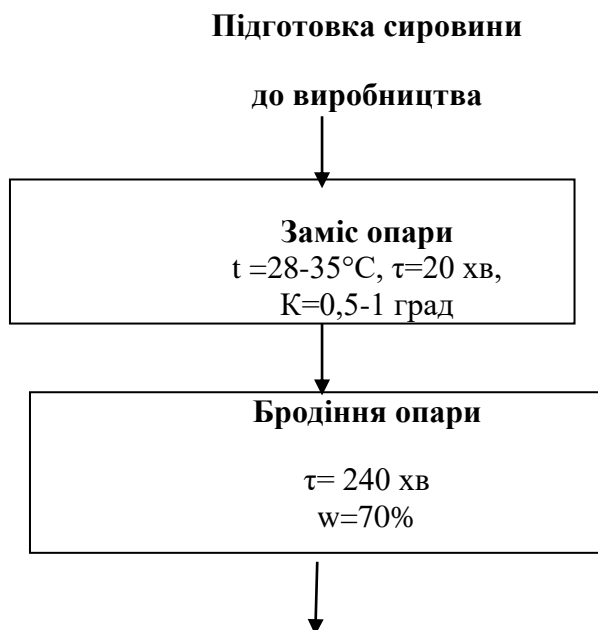 Підготовка сировини
до виробництва
Заміс опари
t =28-35°С, τ=20 хв,
К=0,5-1 град
Бродіння опари
τ= 240 хв
w=70%